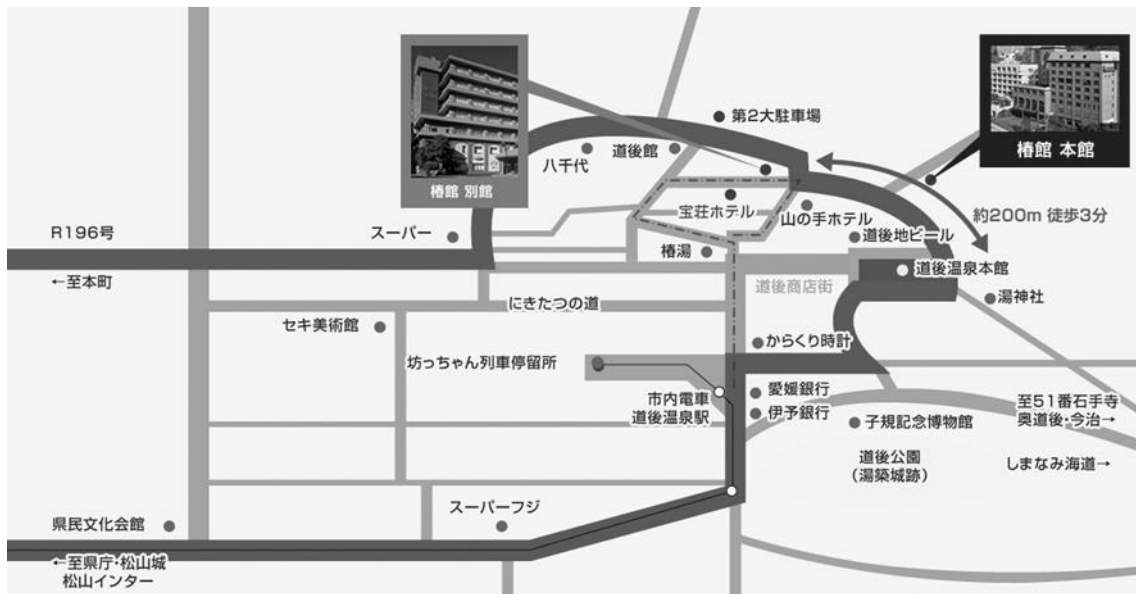 椿館 別館
椿館 本館
第2大駐車場
道後館
八千代
宝荘ホテル
山の手ホテル
約200m 徒歩3分
R196号
スーパー
道後地ビール
椿湯
道後温泉本館
←至本町
道後商店街
湯神社
にきたつの道
セキ美術館
からくり時計
坊っちゃん列車停留所
愛媛銀行
市内電車
道後温泉駅
伊予銀行
至51番石手寺
奥道後・今治→
子規記念博物館
道後公園
(湯築城跡)
しまなみ海道→
スーパーフジ
県民文化会館
←至県庁・松山城
松山インター